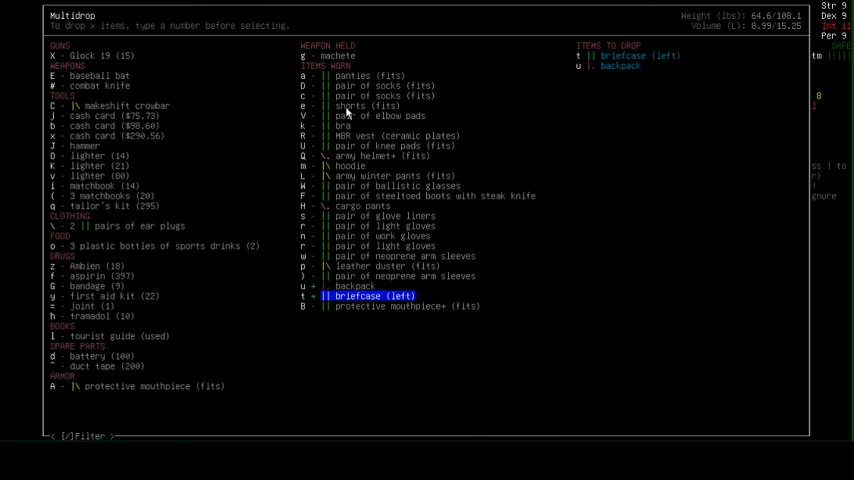 Multidrop
To drop x items, type a number before selecting.
Weight (lbs): 64.6/108.1
Volume (L): 8.99/15.25
GUNS
X - Glock 19 (15)
WEAPONS
E - baseball bat
# - combat knife
TOOLS
C - |\ makeshift crowbar
j - cash card ($75.73)
b - cash card ($98.60)
x - cash card ($290.56)
J - hammer
O - lighter (14)
K - lighter (21)
v - lighter (80)
i - matchbook (14)
( - 3 matchbooks (20)
q - tailor's kit (295)
CLOTHING
\ - 2 || pairs of ear plugs
FOOD
o - 3 plastic bottles of sports drinks (2)
DRUGS
z - Ambien (18)
f - aspirin (397)
G - bandage (9)
y - first aid kit (22)
= - joint (1)
h - tramadol (10)
BOOKS
l - tourist guide (used)
SPARE PARTS
d - battery (100)
^ - duct tape (200)
ARMOR
A - |\ protective mouthpiece (fits)
WEAPON HELD
g - machete
ITEMS WORN
a - || panties (fits)
D - || pair of socks (fits)
c - || pair of socks (fits)
e - || shorts (fits)
V - || pair of elbow pads
k - || bra
R - || MBR vest (ceramic plates)
U - || pair of knee pads (fits)
Q - \. army helmet+ (fits)
m - |\ hoodie
L - |\ army winter pants (fits)
W - || pair of ballistic glasses
F - || pair of steeltoed boots with steak knife
H - \. cargo pants
s - || pair of glove liners
r - || pair of light gloves
n - || pair of work gloves
r - || pair of light gloves
w - || pair of neoprene arm sleeves
p - |\ leather duster (fits)
) - || pair of neoprene arm sleeves
u + |. backpack
t + || briefcase (left)
B - || protective mouthpiece+ (fits)
ITEMS TO DROP
t || briefcase (left)
u |. backpack
< [/]Filter >
Str 9
Dex 9
Int 11
Per 9
SAFE
tm ||||
8
ss ! to
r)
!
gnore